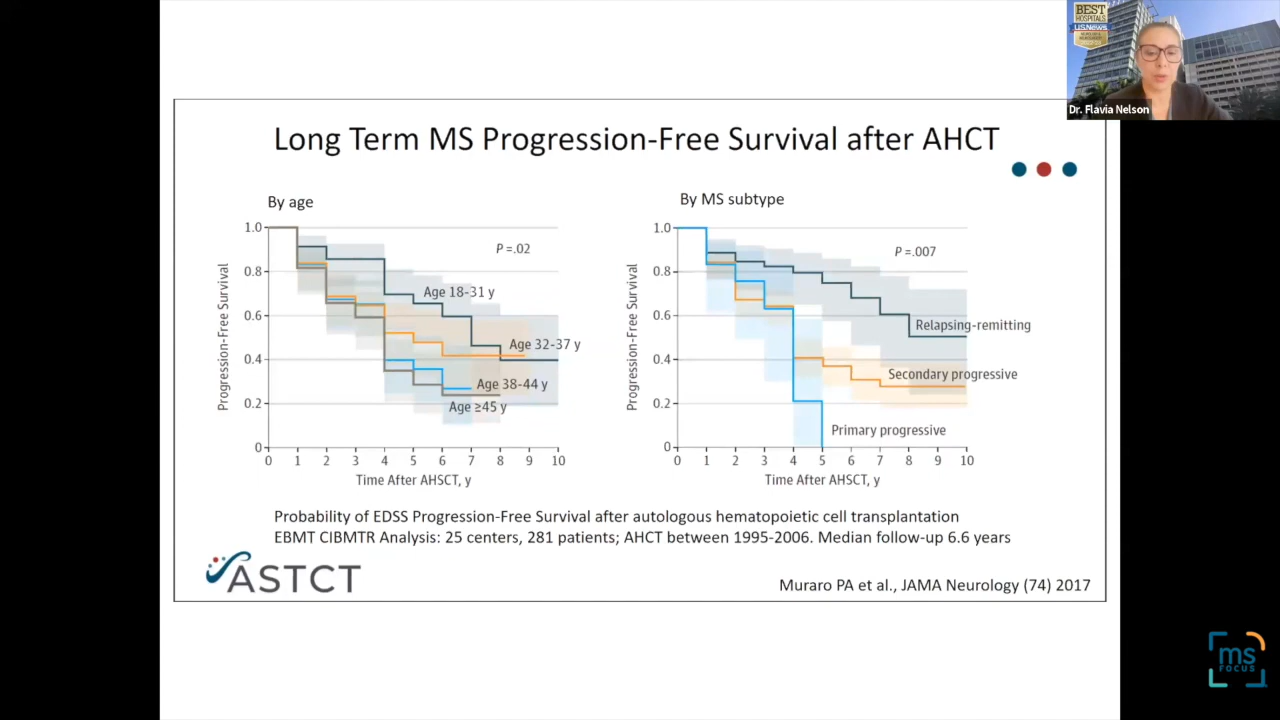 BEST
HOSPITALS
U.S.News
Dr. Flavia Nelson
Long Term MS Progression-Free Survival after AHCT
By age
Progression-Free Survival
1.0
0.8
0.6
0.4
0.2
0
P =.02
Age 18-31 y
Age 32-37 y
Age 38-44 y
Age ≥45 y
0 1 2 3 4 5 6 7 8 9 10
Time After AHSCT, y
By MS subtype
Progression-Free Survival
1.0
0.8
0.6
0.4
0.2
0
P =.007
Relapsing-remitting
Secondary progressive
Primary progressive
0 1 2 3 4 5 6 7 8 9 10
Time After AHSCT, y
Probability of EDSS Progression-Free Survival after autologous hematopoietic cell transplantation
EBMT CIBMTR Analysis: 25 centers, 281 patients; AHCT between 1995-2006. Median follow-up 6.6 years
ASTCT
Muraro PA et al., JAMA Neurology (74) 2017
ms
FOCUS